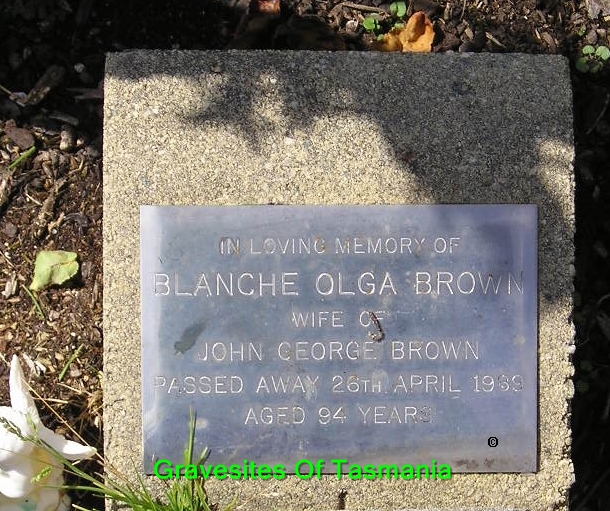 IN LOVING MEMORY OF
BLANCHE OLGA BROWN
WIFE OF
JOHN GEORGE BROWN
PASSED AWAY 26TH APRIL
AGED 94 YEARS
©
Gravesites Of Tasmania